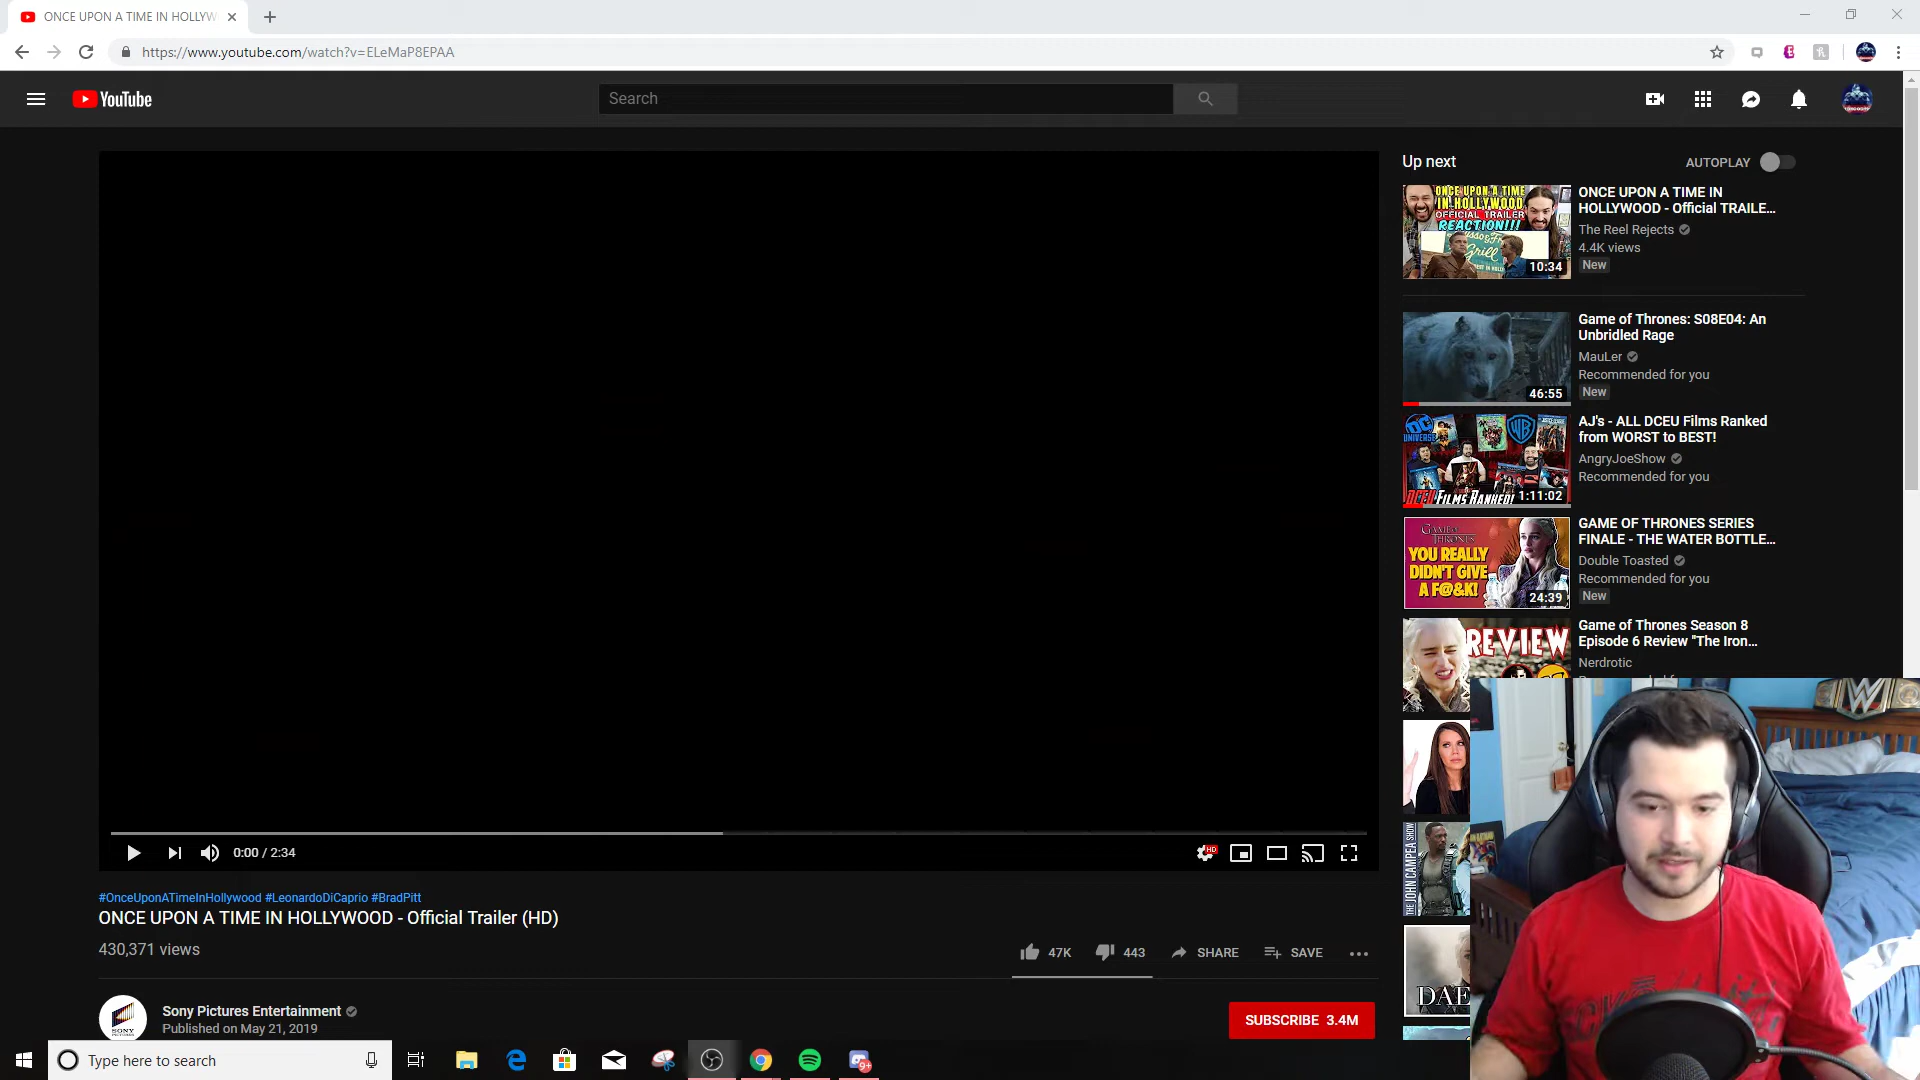 ONCE UPON A TIME IN HOLLYW
https://www.youtube.com/watch?v=ELeMaP8EPAA
YouTube
Search
Up next
AUTOPLAY
ONCE UPON A TIME
IN HOLLYWOOD
OFFICIAL TRAILER
REACTION!!!
10:34
ONCE UPON A TIME IN
HOLLYWOOD - Official TRAILE...
The Reel Rejects
4.4K views
New
46:55
Game of Thrones: S08E04: An
Unbridled Rage
MauLer
Recommended for you
New
DC
UNIVERSE
DCEU FILMS RANKED!
1:11:02
AJ's - ALL DCEU Films Ranked
from WORST to BEST!
AngryJoeShow
Recommended for you
GAME OF
THRONES
YOU REALLY
DIDN'T GIVE
A F@&K!
24:39
GAME OF THRONES SERIES
FINALE - THE WATER BOTTLE...
Double Toasted
Recommended for you
New
REVIEW
Game of Thrones Season 8
Episode 6 Review "The Iron...
Nerdrotic
THE JOHN CAMPEA SHOW
DAE
0:00 / 2:34
HD
#OnceUponATimeInHollywood #LeonardoDiCaprio #BradPitt
ONCE UPON A TIME IN HOLLYWOOD - Official Trailer (HD)
430,371 views
47K
443
SHARE
SAVE
SONY
PICTURES
Sony Pictures Entertainment
Published on May 21, 2019
SUBSCRIBE 3.4M
Type here to search
9+